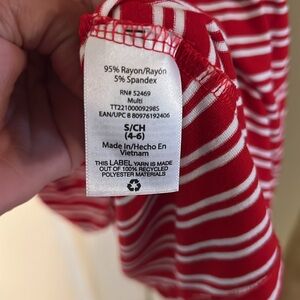 95% Rayon/Rayón
5% Spandex
RN# 52469
Multi
TT221000092985
EAN/UPC 8 80976192406
S/CH
(4-6)
Made In/Hecho En
Vietnam
THIS LABEL YARN IS MADE
OUT OF 100% RECYCLED
POLYESTER MATERIALS